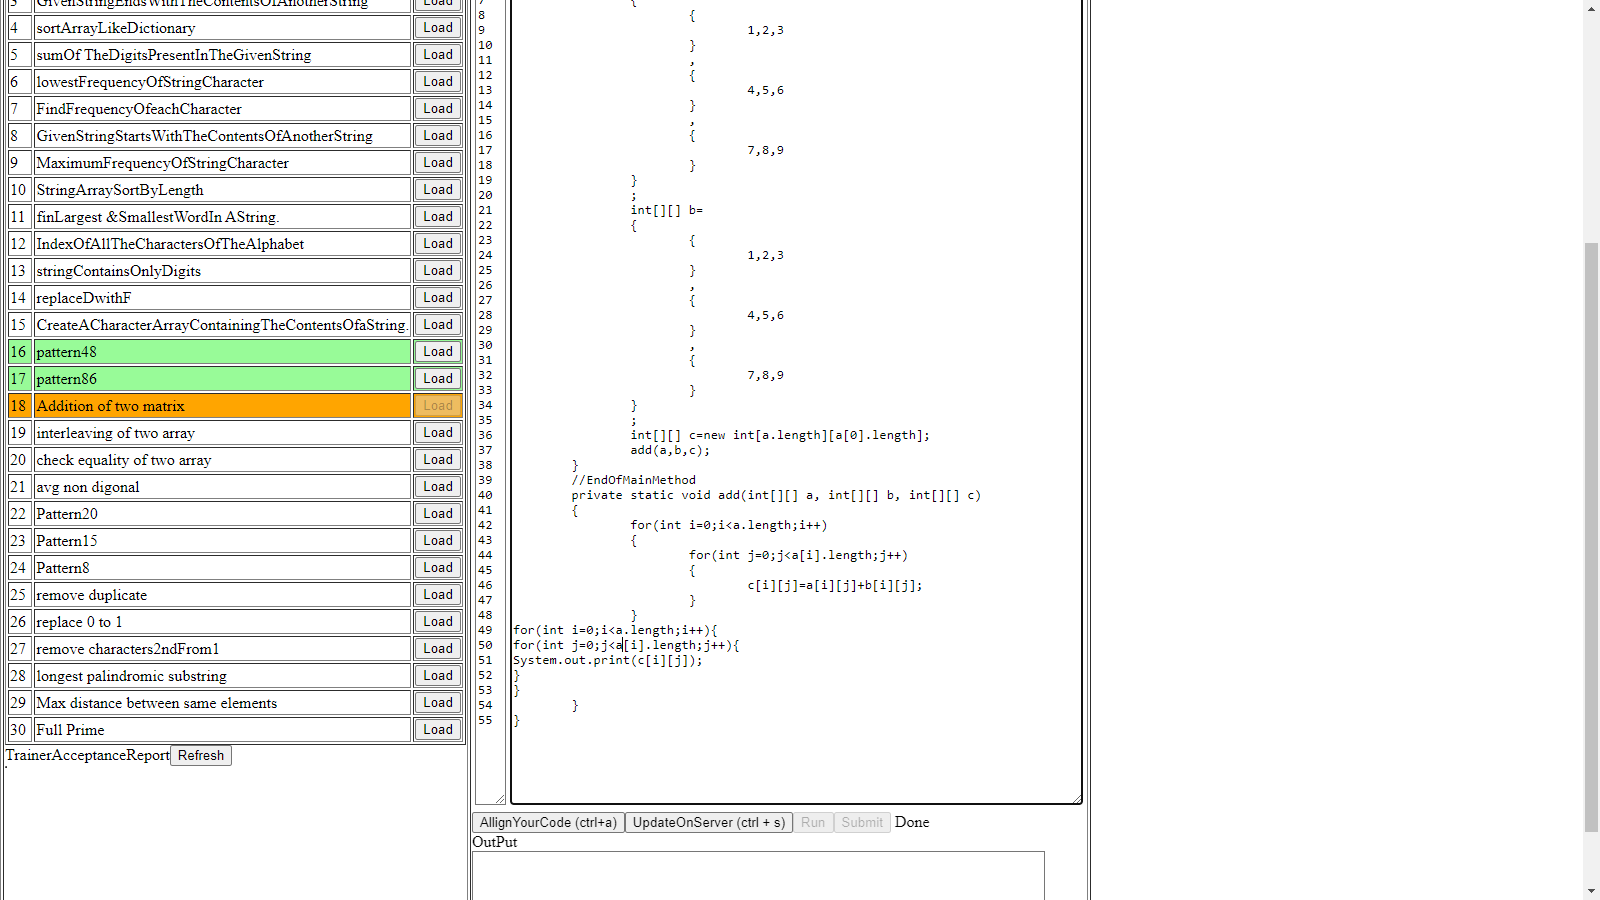 3 GivenStringEndsWithTheContentsOfAnotherString Load
4 sortArrayLikeDictionary Load
5 sumOf TheDigitsPresentInTheGivenString Load
6 lowestFrequencyOfStringCharacter Load
7 FindFrequencyOfeachCharacter Load
8 GivenStringStartsWithTheContentsOfAnotherString Load
9 MaximumFrequencyOfStringCharacter Load
10 StringArraySortByLength Load
11 finLargest &SmallestWordIn AString. Load
12 IndexOfAllTheCharactersOfTheAlphabet Load
13 stringContainsOnlyDigits Load
14 replaceDwithF Load
15 CreateACharacterArrayContainingTheContentsOfaString. Load
16 pattern48 Load
17 pattern86 Load
18 Addition of two matrix Load
19 interleaving of two array Load
20 check equality of two array Load
21 avg non digonal Load
22 Pattern20 Load
23 Pattern15 Load
24 Pattern8 Load
25 remove duplicate Load
26 replace 0 to 1 Load
27 remove characters2ndFrom1 Load
28 longest palindromic substring Load
29 Max distance between same elements Load
30 Full Prime Load
TrainerAcceptanceReport Refresh
.
7 {
8 {
9 1,2,3
10 }
11 ,
12 {
13 4,5,6
14 }
15 ,
16 {
17 7,8,9
18 }
19 }
20 ;
21 int[][] b=
22 {
23 {
24 1,2,3
25 }
26 ,
27 {
28 4,5,6
29 }
30 ,
31 {
32 7,8,9
33 }
34 }
35 ;
36 int[][] c=new int[a.length][a[0].length];
37 add(a,b,c);
38 }
39 //EndOfMainMethod
40 private static void add(int[][] a, int[][] b, int[][] c)
41 {
42 for(int i=0;i<a.length;i++)
43 {
44 for(int j=0;j<a[i].length;j++)
45 {
46 c[i][j]=a[i][j]+b[i][j];
47 }
48 }
49 for(int i=0;i<a.length;i++){
50 for(int j=0;j<a[i].length;j++){
51 System.out.print(c[i][j]);
52 }
53 }
54 }
55 }
AllignYourCode (ctrl+a) UpdateOnServer (ctrl + s) Run Submit Done
OutPut